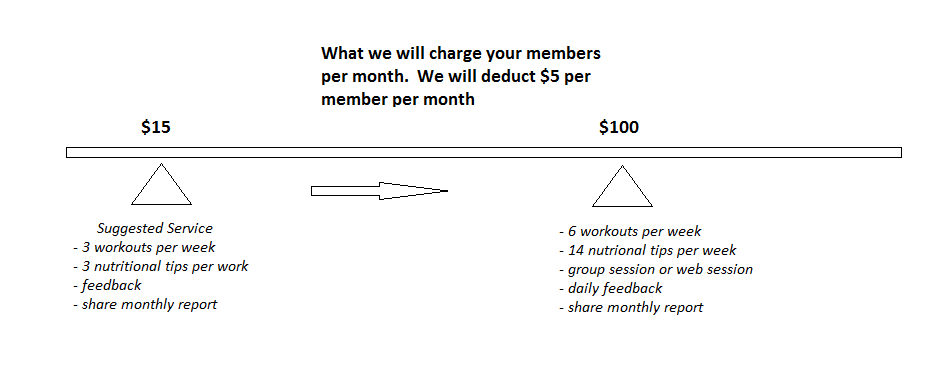 What we will charge your members
per month. We will deduct $5 per
member per month
$15
$100
Suggested Service
- 3 workouts per week
- 3 nutritional tips per work
- feedback
- share monthly report
- 6 workouts per week
- 14 nutrional tips per week
- group session or web session
- daily feedback
- share monthly report